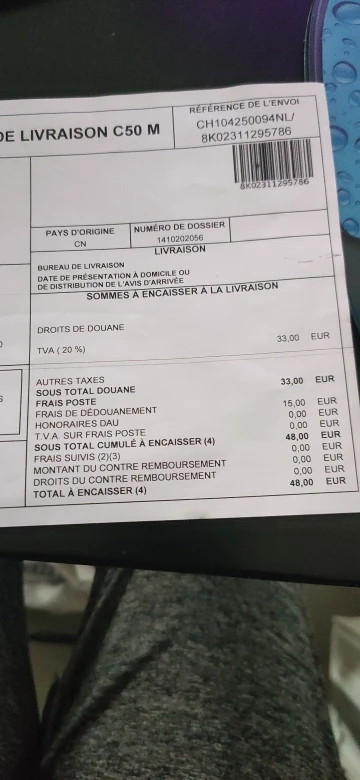 DE LIVRAISON C50 M
RÉFÉRENCE DE L'ENVOI
CH104250094NL/
8K02311295786
8K02311295786
PAYS D'ORIGINE
CN
NUMÉRO DE DOSSIER
1410202056
LIVRAISON
BUREAU DE LIVRAISON
DATE DE PRÉSENTATION À DOMICILE OU
DE DISTRIBUTION DE L'AVIS D'ARRIVÉE
SOMMES À ENCAISSER À LA LIVRAISON
DROITS DE DOUANE
TVA ( 20 %) 33,00 EUR
AUTRES TAXES
SOUS TOTAL DOUANE 33,00 EUR
FRAIS POSTE
FRAIS DE DÉDOUANEMENT 15,00 EUR
HONORAIRES DAU 0,00 EUR
T.V.A. SUR FRAIS POSTE 0,00 EUR
SOUS TOTAL CUMULÉ À ENCAISSER (4) 48,00 EUR
FRAIS SUIVIS (2)(3) 0,00 EUR
MONTANT DU CONTRE REMBOURSEMENT 0,00 EUR
DROITS DU CONTRE REMBOURSEMENT 0,00 EUR
TOTAL À ENCAISSER (4) 48,00 EUR